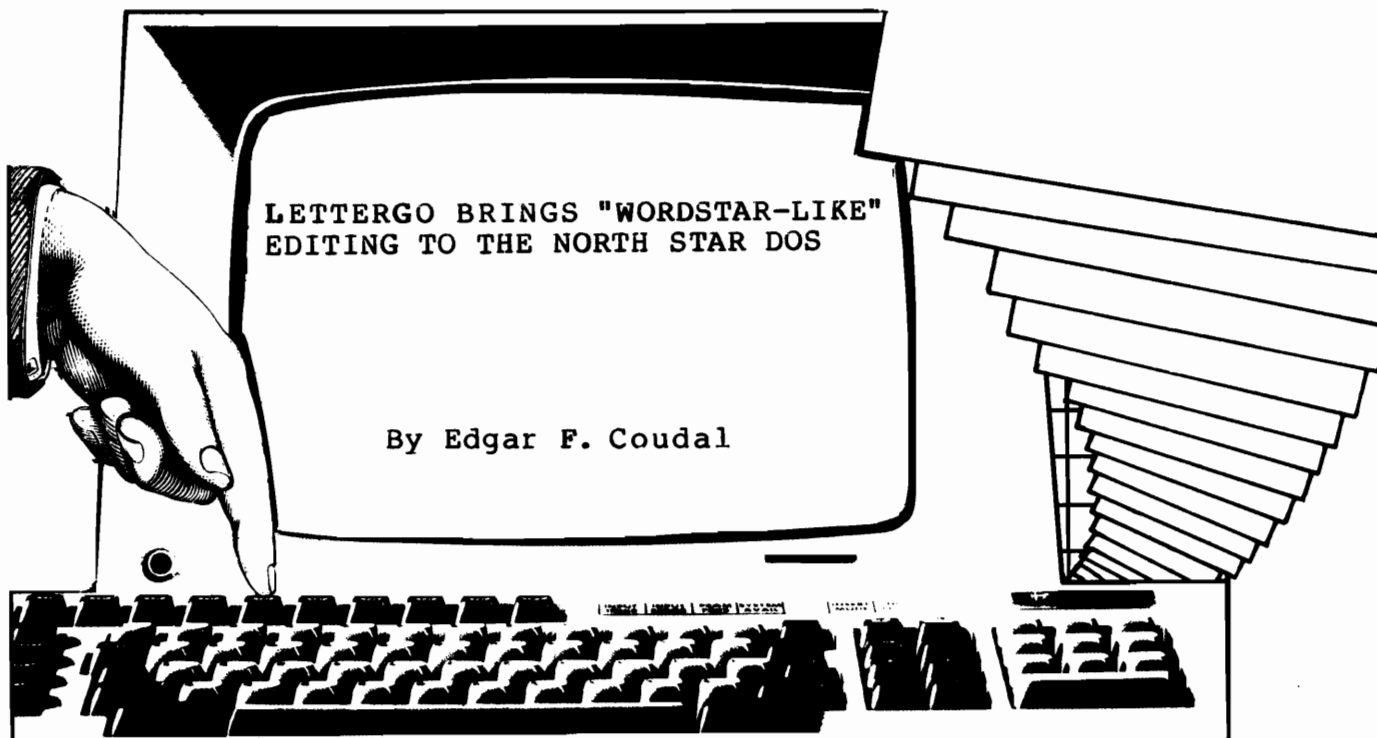 LETTERGO BRINGS "WORDSTAR-LIKE"
EDITING TO THE NORTH STAR DOS
By Edgar F. Coudal